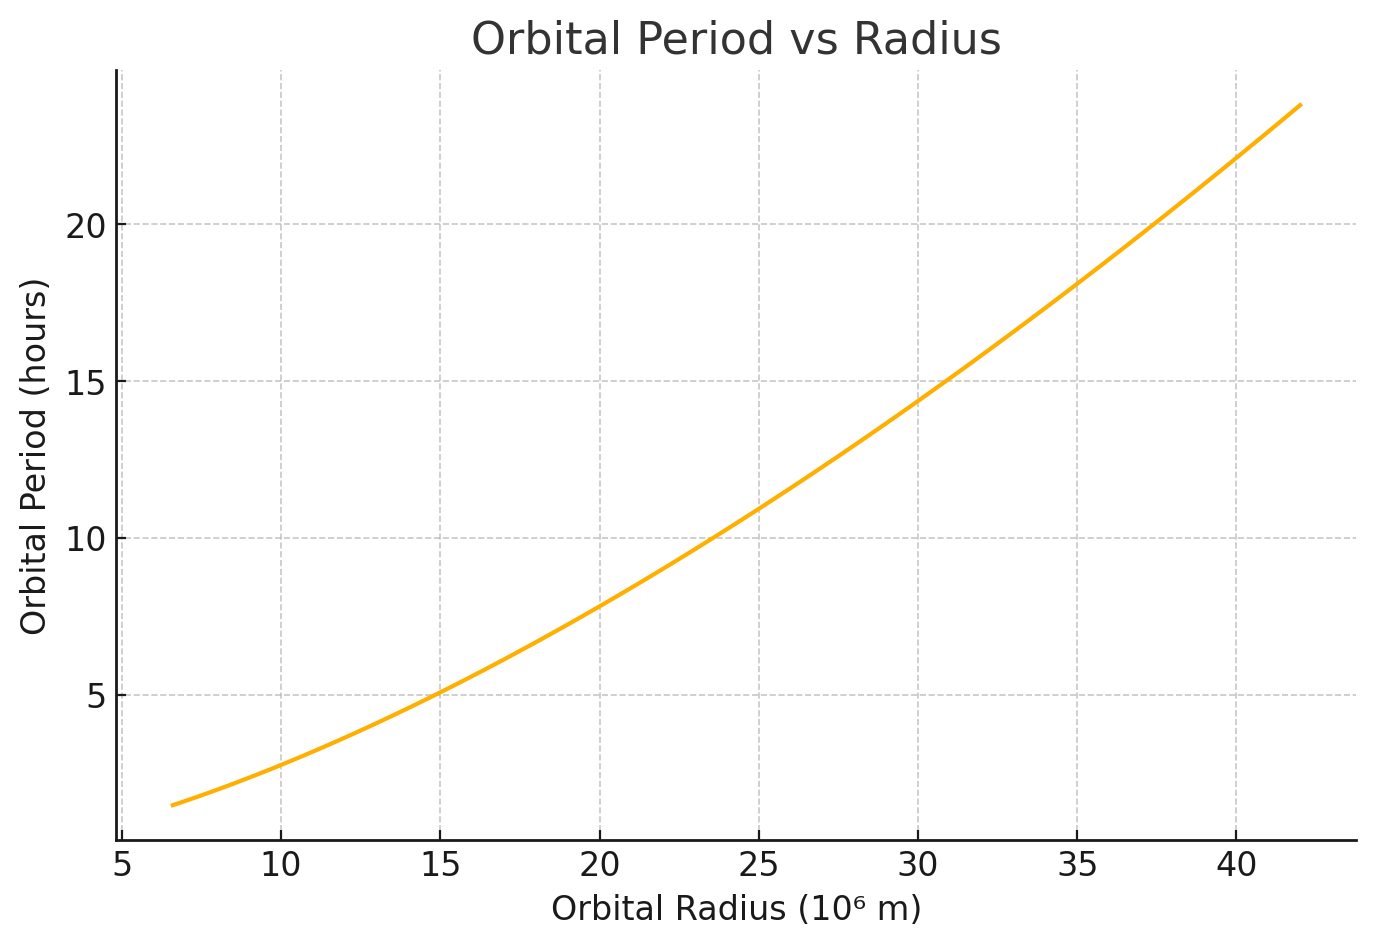 Orbital Period vs Radius
Orbital Period (hours)
20
15
10
5
5 10 15 20 25 30 35 40
Orbital Radius (10⁶ m)